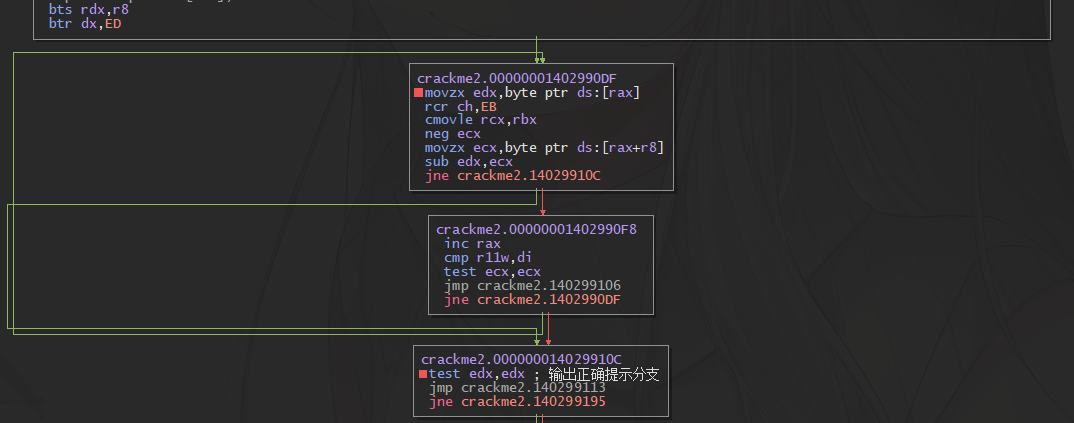 bts rdx,r8
btr dx,ED
crackme2.00000001402990DF
movzx edx,byte ptr ds:[rax]
rcr ch,EB
cmovle rcx,rbx
neg ecx
movzx ecx,byte ptr ds:[rax+r8]
sub edx,ecx
jne crackme2.14029910C
crackme2.00000001402990F8
inc rax
cmp r11w,di
test ecx,ecx
jmp crackme2.140299106
jne crackme2.1402990DF
crackme2.000000014029910C
test edx,edx ; 输出正确提示分支
jmp crackme2.140299113
jne crackme2.140299195